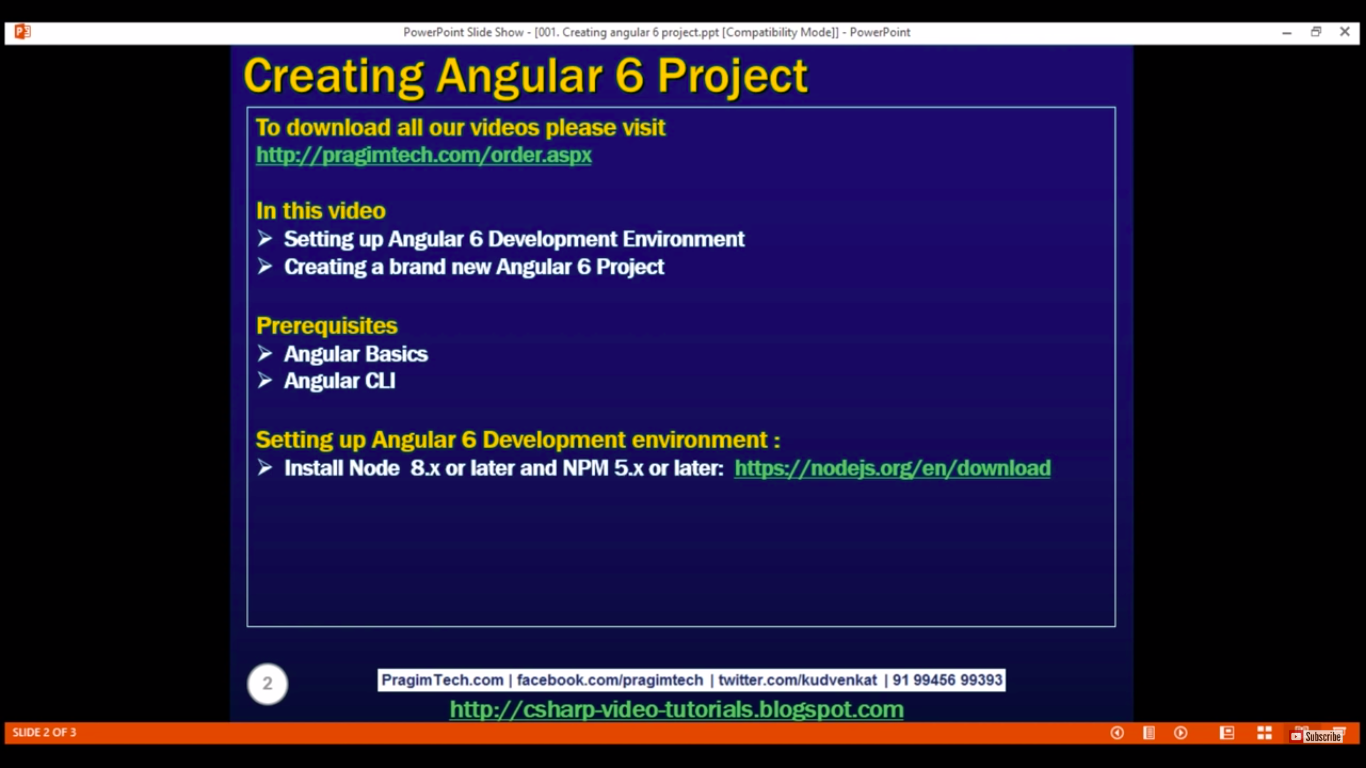 PowerPoint Slide Show - [001. Creating angular 6 project.ppt [Compatibility Mode]] - PowerPoint
Creating Angular 6 Project
To download all our videos please visit
http://pragimtech.com/order.aspx
In this video
➢ Setting up Angular 6 Development Environment
➢ Creating a brand new Angular 6 Project
Prerequisites
➢ Angular Basics
➢ Angular CLI
Setting up Angular 6 Development environment :
➢ Install Node 8.x or later and NPM 5.x or later: https://nodejs.org/en/download
2
PragimTech.com | facebook.com/pragimtech | twitter.com/kudvenkat | 91 99456 99393
http://csharp-video-tutorials.blogspot.com
SLIDE 2 OF 3
Subscribe